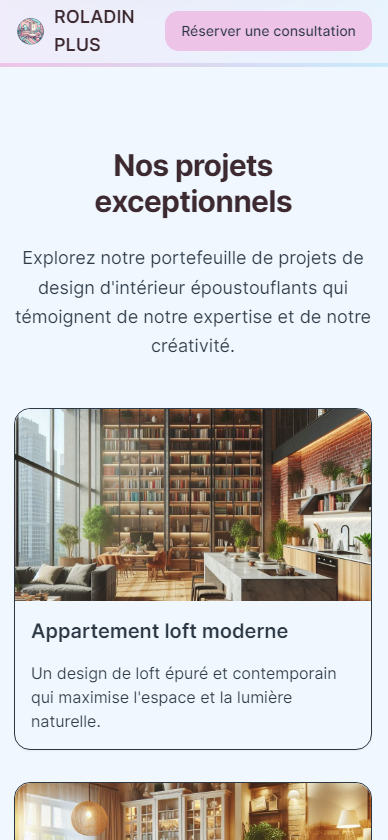 ROLADIN
PLUS
Réserver une consultation
Nos projets
exceptionnels
Explorez notre portefeuille de projets de
design d'intérieur époustouflants qui
témoignent de notre expertise et de notre
créativité.
Appartement loft moderne
Un design de loft épuré et contemporain
qui maximise l'espace et la lumière
naturelle.